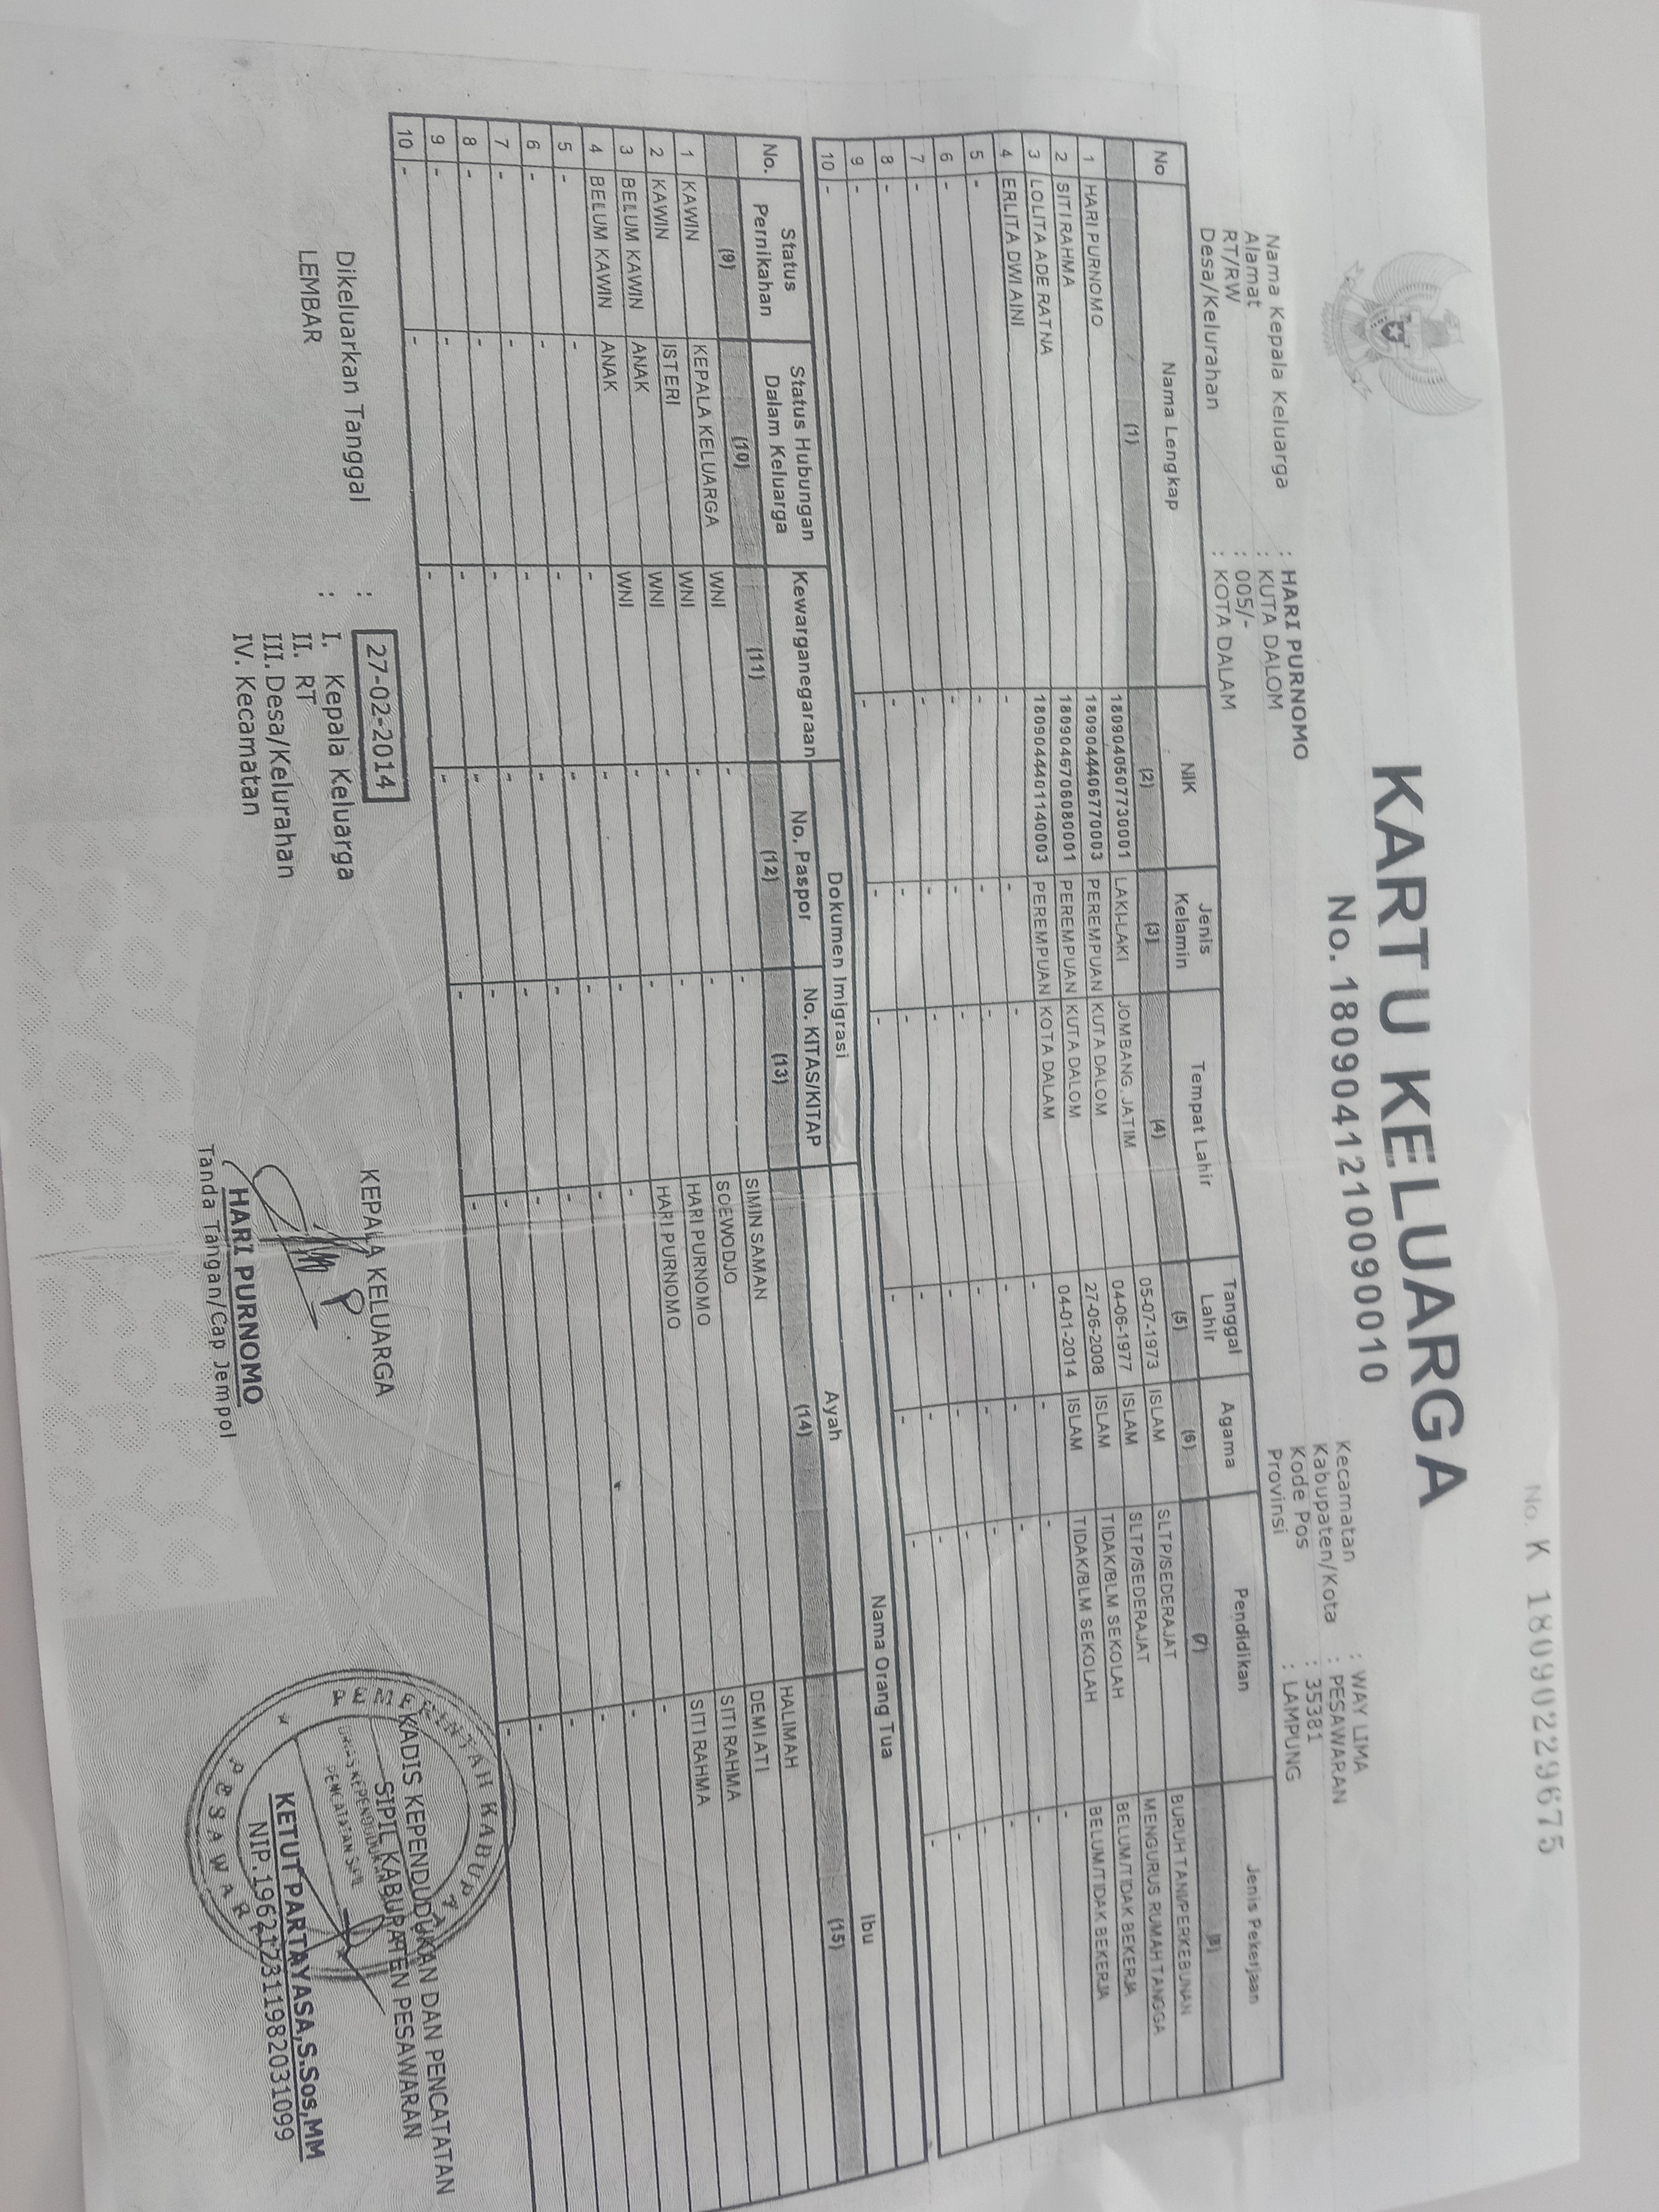 No. K 180902229675
KARTU KELUARGA
No. 1809041210090010
Nama Kepala Keluarga : HARI PURNOMO
Alamat : KUTA DALOM
RT/RW : 005/-
Desa/Kelurahan : KOTA DALAM
Kecamatan : WAY LIMA
Kabupaten/Kota : PESAWARAN
Kode Pos : 35381
Provinsi : LAMPUNG
No Nama Lengkap NIK Jenis Kelamin Tempat Lahir Tanggal Lahir Agama Pendidikan Jenis Pekerjaan
(1) (2) (3) (4) (5) (6) (7) (8)
1 HARI PURNOMO 1809040507730001 LAKI-LAKI JOMBANG, JATIM 05-07-1973 ISLAM SLTP/SEDERAJAT BURUH TANI/PERKEBUNAN
2 SITI RAHMA 1809044406770003 PEREMPUAN KUTA DALOM 04-06-1977 ISLAM SLTP/SEDERAJAT MENGURUS RUMAH TANGGA
3 LOLITA ADE RATNA 1809046706080001 PEREMPUAN KUTA DALOM 27-06-2008 ISLAM TIDAK/BLM SEKOLAH BELUM/TIDAK BEKERJA
4 ERLITA DWI AINI 1809044401140003 PEREMPUAN KOTA DALAM 04-01-2014 ISLAM TIDAK/BLM SEKOLAH BELUM/TIDAK BEKERJA
5 - - - - - - - -
6 - - - - - - - -
7 - - - - - - - -
8 - - - - - - - -
9 - - - - - - - -
10 - - - - - - - -
No. Status Pernikahan Status Hubungan Dalam Keluarga Kewarganegaraan Dokumen Imigrasi Nama Orang Tua
No. Paspor No. KITAS/KITAP Ayah Ibu
(9) (10) (11) (12) (13) (14) (15)
1 KAWIN KEPALA KELUARGA WNI - - SIMIN SAMAN HALIMAH
2 KAWIN ISTERI WNI - - SOEWODJO DEMIATI
3 BELUM KAWIN ANAK WNI - - HARI PURNOMO SITI RAHMA
4 BELUM KAWIN ANAK WNI - - HARI PURNOMO SITI RAHMA
5 - - - - - - -
6 - - - - - - -
7 - - - - - - -
8 - - - - - - -
9 - - - - - - -
10 - - - - - - -
Dikeluarkan Tanggal : 27-02-2014
LEMBAR : I. Kepala Keluarga
II. RT
III. Desa/Kelurahan
IV. Kecamatan
KEPALA KELUARGA
HARI PURNOMO
Tanda Tangan/Cap Jempol
KADIS KEPENDUDUKAN DAN PENCATATAN
SIPIL KABUPATEN PESAWARAN
KETUT PARTAYASA,S.Sos,MM
NIP.196212311982031099
PEMERINTAH KABUPATEN
PESAWARAN
DINAS KEPENDUDUKAN
PENCATATAN SIPIL